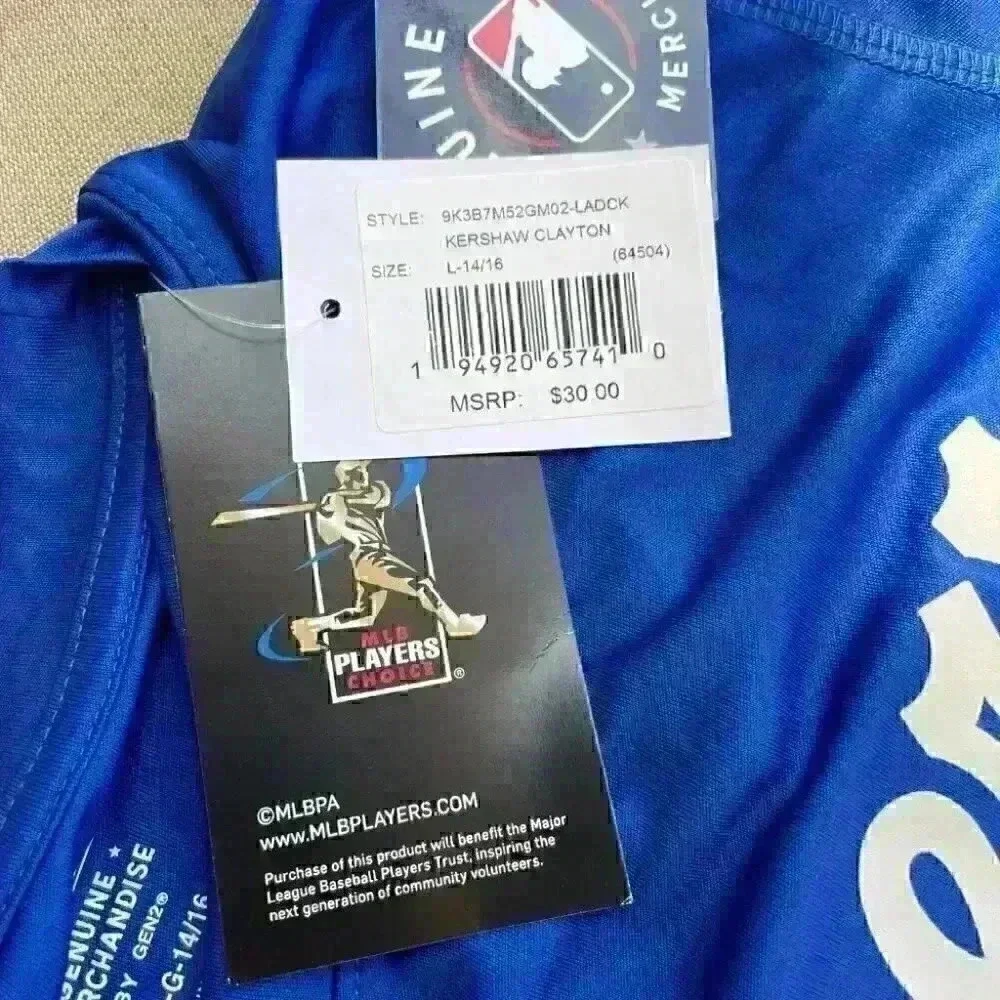 GENUINE
STYLE: 9K3B7M52GM02-LADCK
KERSHAW CLAYTON
SIZE: L-14/16 (64504)
1 94920 65741 0
MSRP: $30.00
MLB
PLAYERS
CHOICE®
©MLBPA
www.MLBPLAYERS.COM
Purchase of this product will benefit the Major
League Baseball Players Trust, inspiring the
next generation of community volunteers.
GENUINE
MERCHANDISE
BY GEN2®
G-14/16